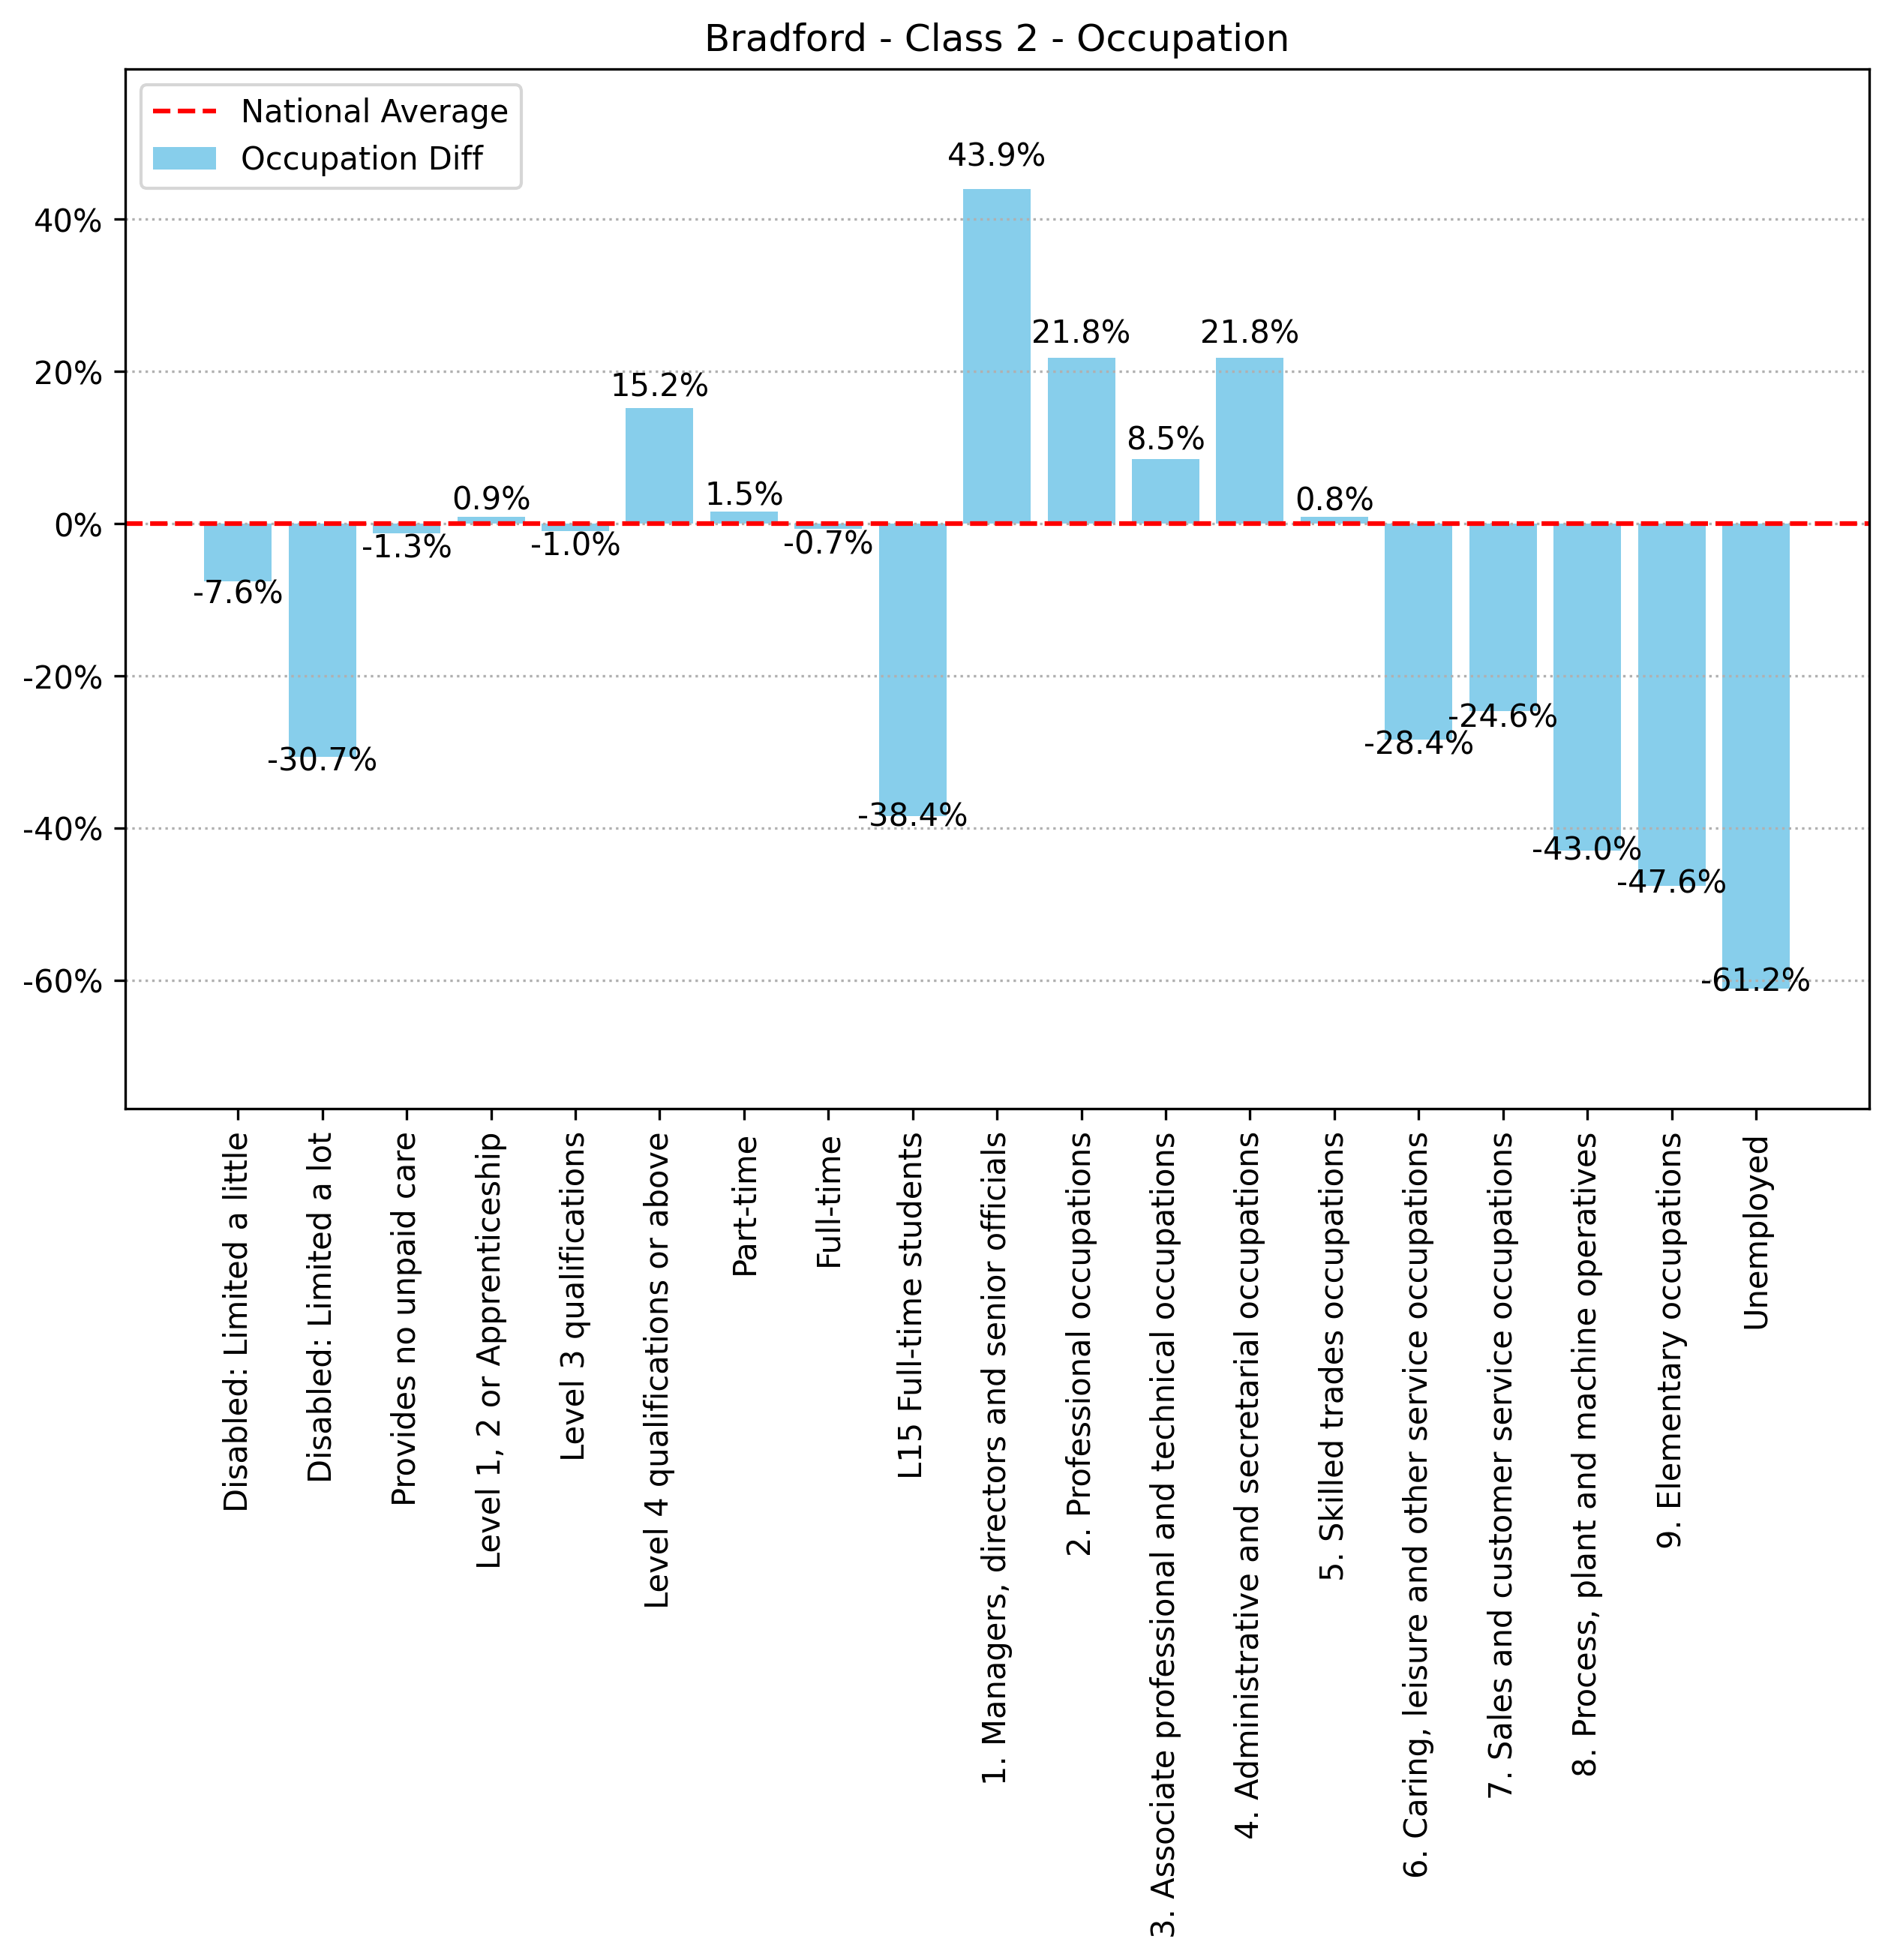 Bradford - Class 2 - Occupation
National Average
Occupation Diff
43.9%
40%
21.8%
21.8%
20%
15.2%
8.5%
0.9%
1.5%
0.8%
0%
-1.3%
-1.0%
-0.7%
-7.6%
-20%
-30.7%
-38.4%
-28.4%
-24.6%
-40%
-43.0%
-47.6%
-60%
-61.2%
Disabled: Limited a little
Disabled: Limited a lot
Provides no unpaid care
Level 1, 2 or Apprenticeship
Level 3 qualifications
Level 4 qualifications or above
Part-time
Full-time
L15 Full-time students
1. Managers, directors and senior officials
2. Professional occupations
3. Associate professional and technical occupations
4. Administrative and secretarial occupations
5. Skilled trades occupations
6. Caring, leisure and other service occupations
7. Sales and customer service occupations
8. Process, plant and machine operatives
9. Elementary occupations
Unemployed